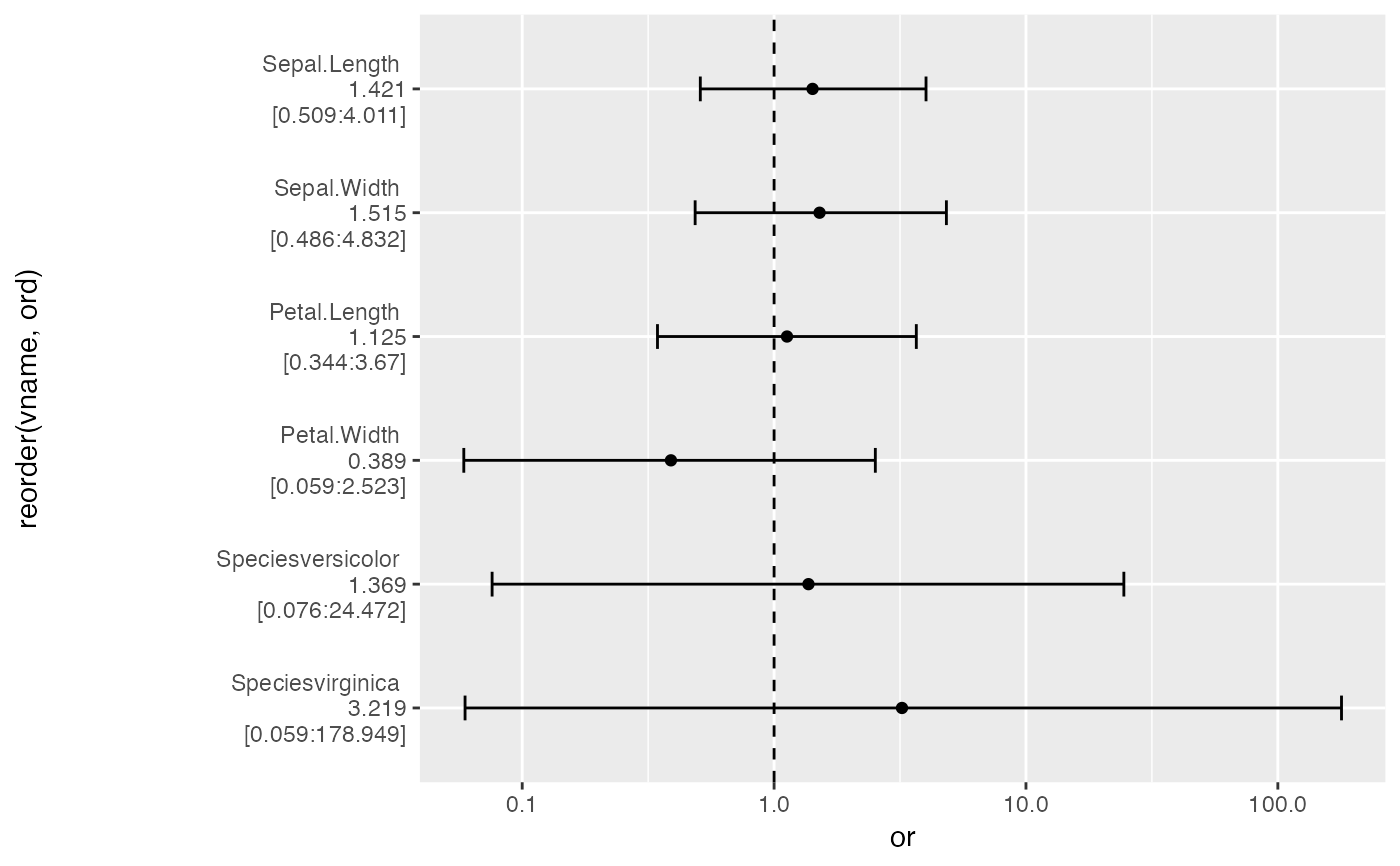 Sepal.Length
1.421
[0.509:4.011]
Sepal.Width
1.515
[0.486:4.832]
Petal.Length
1.125
[0.344:3.67]
Petal.Width
0.389
[0.059:2.523]
Speciesversicolor
1.369
[0.076:24.472]
Speciesvirginica
3.219
[0.059:178.949]
reorder(vname, ord)
0.1 1.0 10.0 100.0
or